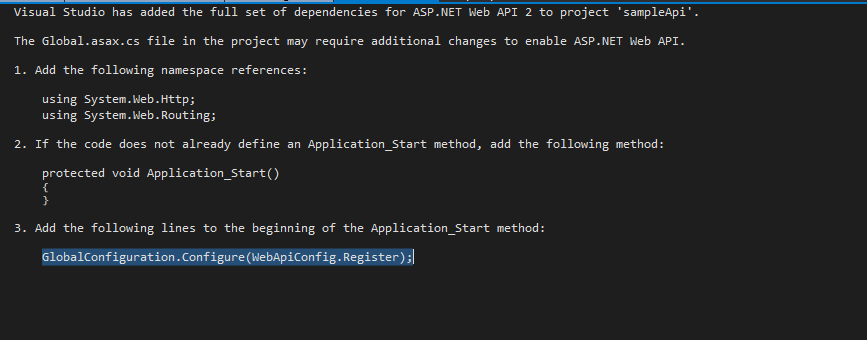 Visual Studio has added the full set of dependencies for ASP.NET Web API 2 to project 'sampleApi'.
The Global.asax.cs file in the project may require additional changes to enable ASP.NET Web API.
1. Add the following namespace references:
using System.Web.Http;
using System.Web.Routing;
2. If the code does not already define an Application_Start method, add the following method:
protected void Application_Start()
{
}
3. Add the following lines to the beginning of the Application_Start method:
GlobalConfiguration.Configure(WebApiConfig.Register);